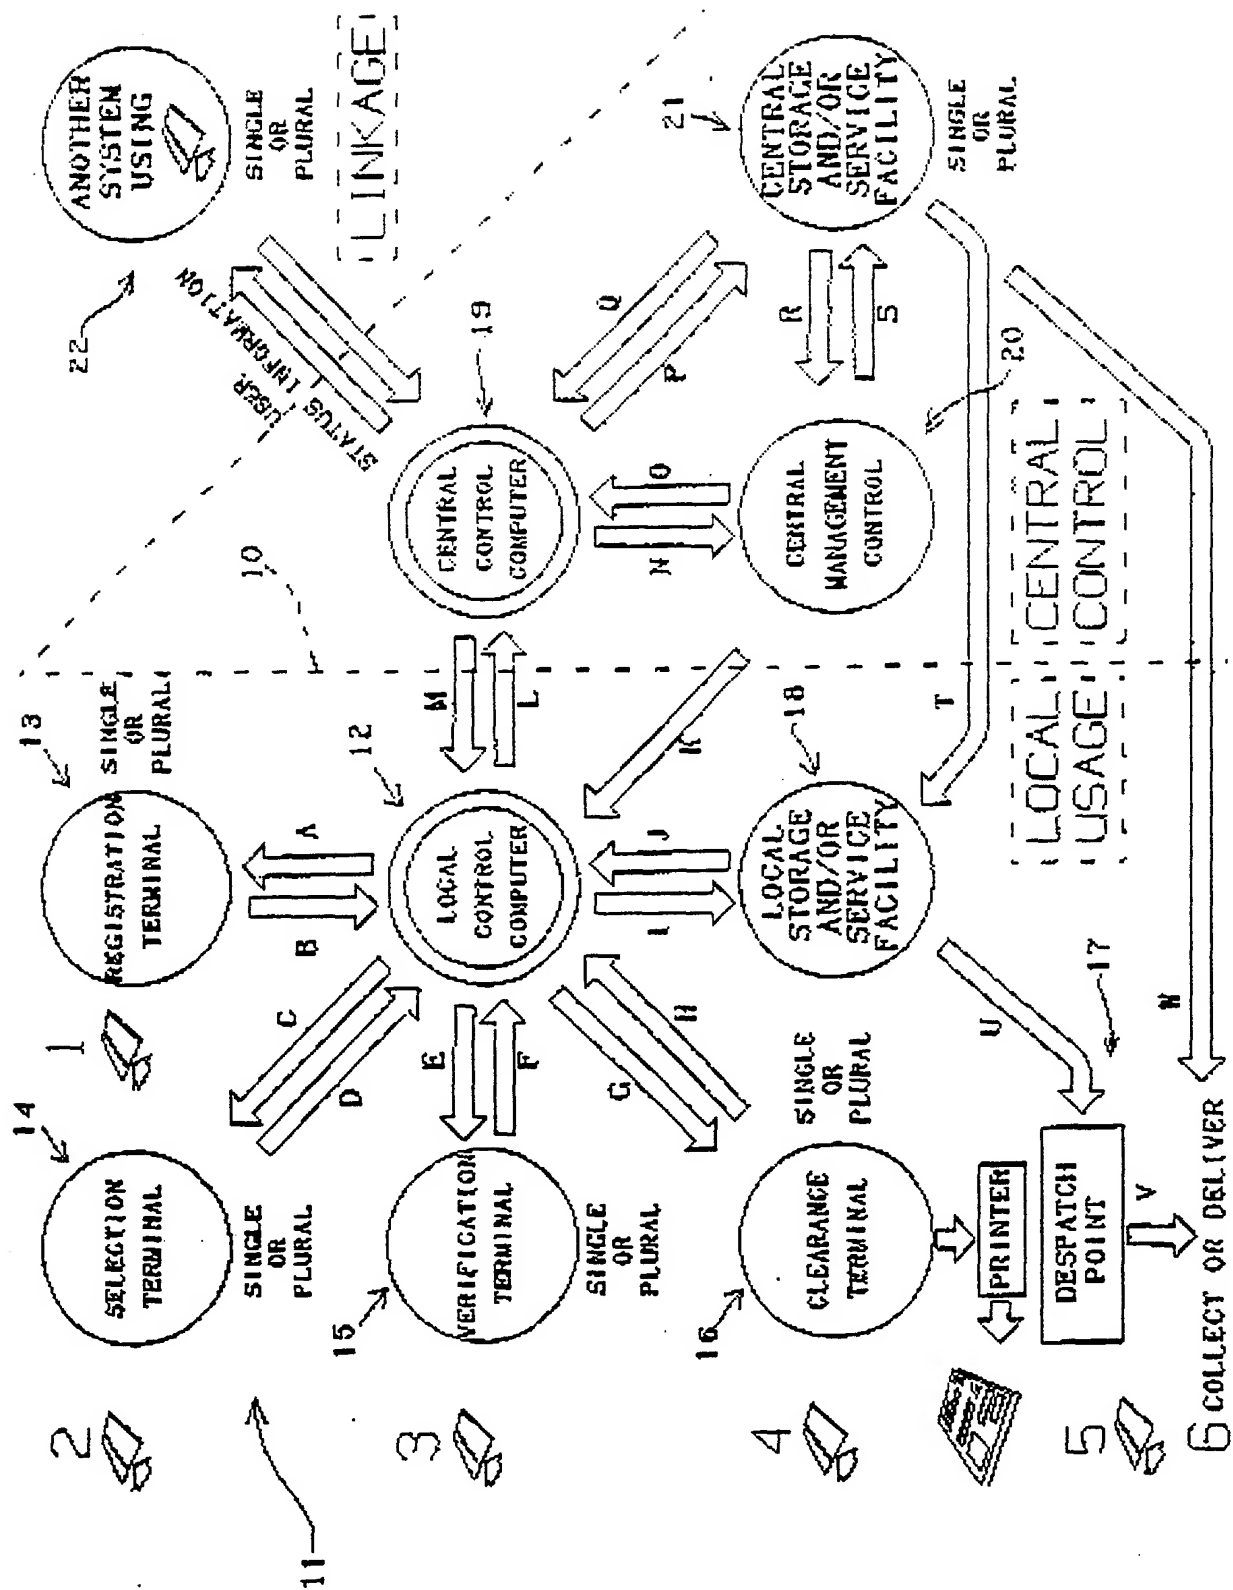 2
14
SELECTION
TERMINAL
SINGLE
OR
PLURAL
1
13
REGISTRATION
TERMINAL
SINGLE
OR
PLURAL
22
ANOTHER
SYSTEM
USING
SINGLE
OR
PLURAL
LINKAGE
11
C
D
B
A
10
USER
STATUS INFORMATION
3
15
VERIFICATION
TERMINAL
SINGLE
OR
PLURAL
E
F
12
LOCAL
CONTROL
COMPUTER
M
L
19
CENTRAL
CONTROL
COMPUTER
G
H
I
J
K
N
O
P
Q
4
16
CLEARANCE
TERMINAL
SINGLE
OR
PLURAL
18
LOCAL
STORAGE
AND/OR
SERVICE
FACILITY
CENTRAL
MANAGEMENT
CONTROL
20
R
S
21
CENTRAL
STORAGE
AND/OR
SERVICE
FACILITY
SINGLE
OR
PLURAL
PRINTER
U
T
5
DESPATCH
POINT
17
V
LOCAL
USAGE
CENTRAL
CONTROL
6 COLLECT OR DELIVER